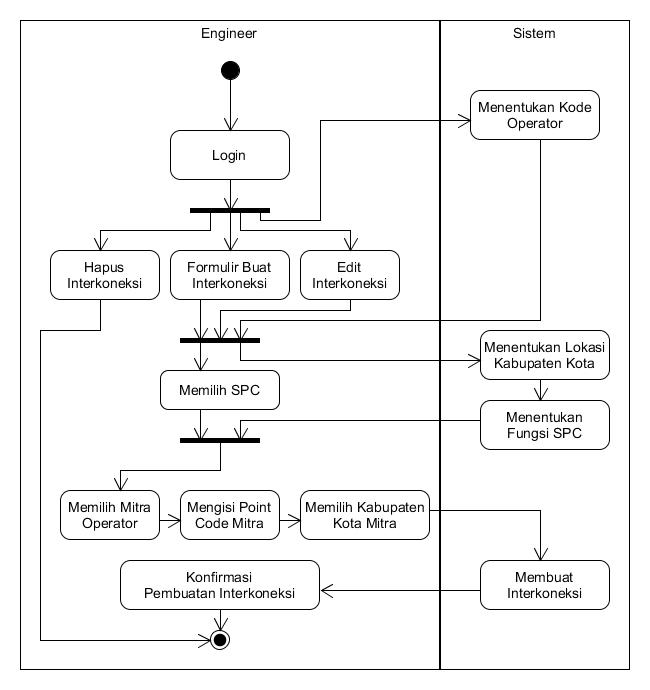 Engineer
Sistem
Menentukan Kode
Operator
Login
Hapus
Interkoneksi
Formulir Buat
Interkoneksi
Edit
Interkoneksi
Menentukan Lokasi
Kabupaten Kota
Memilih SPC
Menentukan
Fungsi SPC
Memilih Mitra
Operator
Mengisi Point
Code Mitra
Memilih Kabupaten
Kota Mitra
Konfirmasi
Pembuatan Interkoneksi
Membuat
Interkoneksi